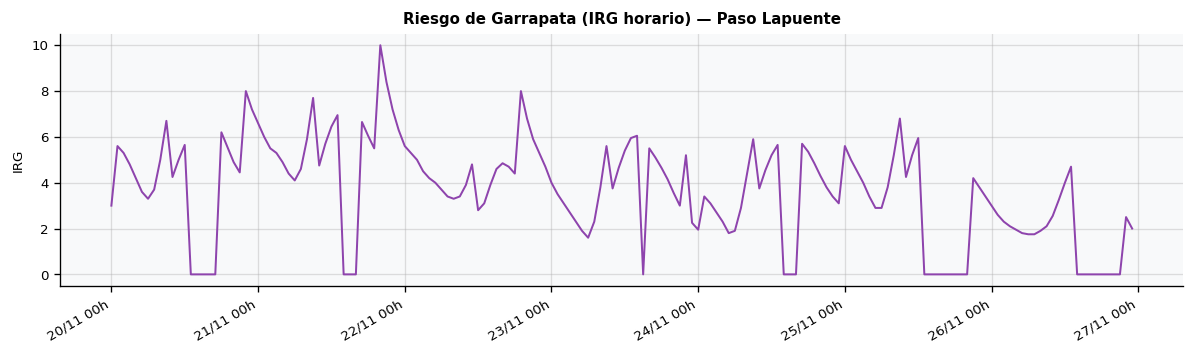 Riesgo de Garrapata (IRG horario) — Paso Lapuente
IRG
10
8
6
4
2
0
20/11 00h
21/11 00h
22/11 00h
23/11 00h
24/11 00h
25/11 00h
26/11 00h
27/11 00h